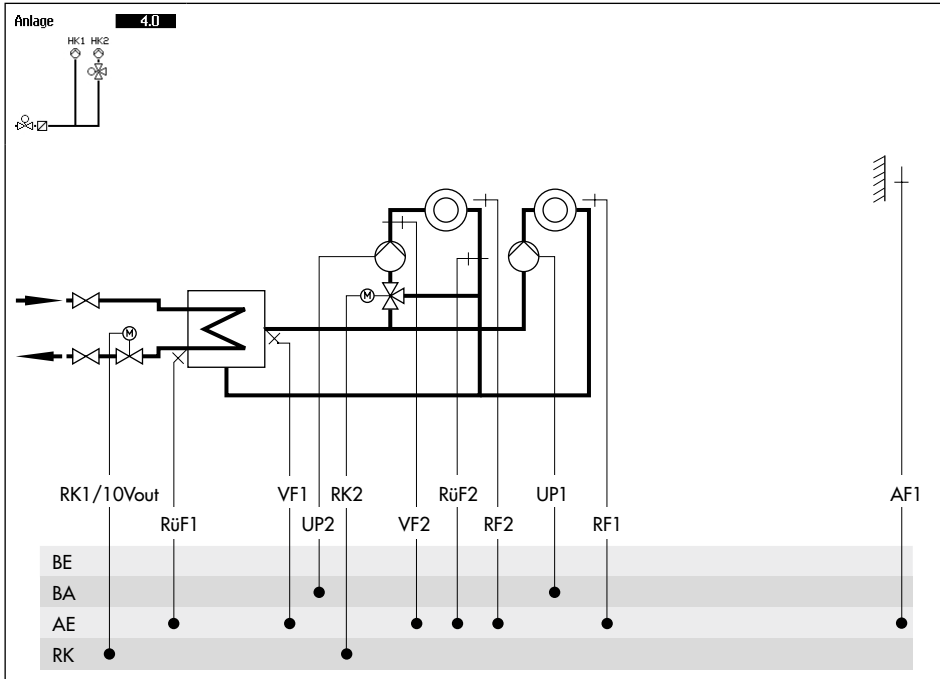 Anlage 4.0
HK1 HK2
M
M
RK1/10Vout VF1 RK2 RüF2 UP1 AF1
RüF1 UP2 VF2 RF2 RF1
BE
BA
AE
RK